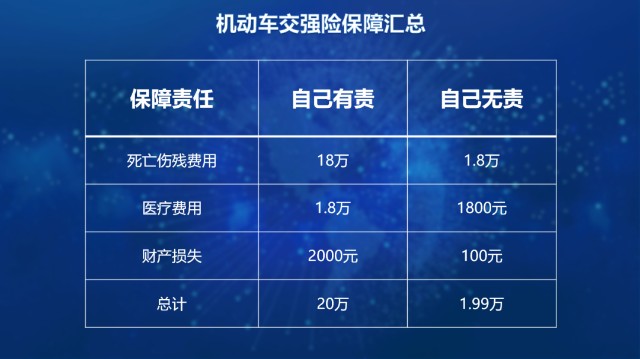 机动车交强险保障汇总
保障责任 自己有责 自己无责
死亡伤残费用 18万 1.8万
医疗费用 1.8万 1800元
财产损失 2000元 100元
总计 20万 1.99万